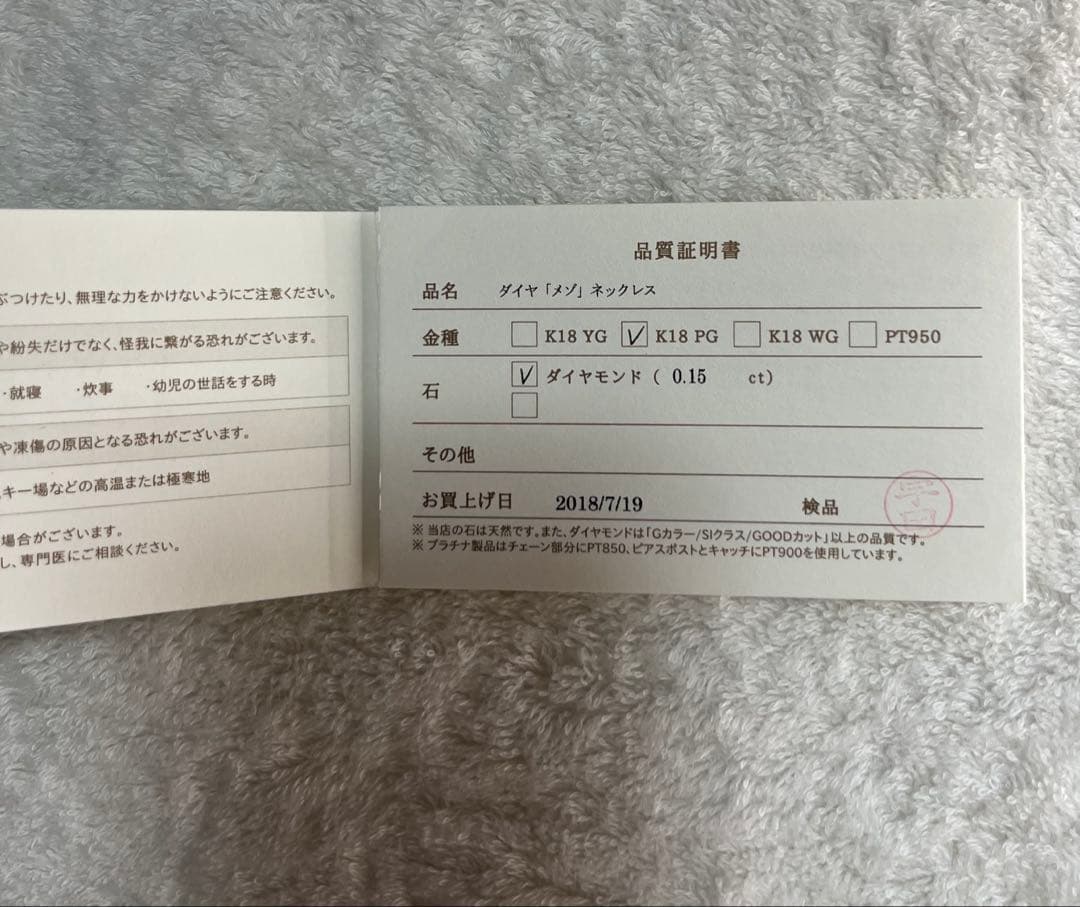 ぶつけたり、無理な力をかけないようにご注意ください。
や紛失だけでなく、怪我に繋がる恐れがございます。
・就寝 ・炊事 ・幼児の世話をする時
や凍傷の原因となる恐れがございます。
キー場などの高温または極寒地
場合がございます。
し、専門医にご相談ください。
品質証明書
品名 ダイヤ「メゾ」ネックレス
金種 K18 YG K18 PG K18 WG PT950
石 ダイヤモンド ( 0.15 ct)
その他
お買上げ日 2018/7/19 検品
※ 当店の石は天然です。また、ダイヤモンドは「Gカラー/SIクラス/GOODカット」以上の品質です。
※ プラチナ製品はチェーン部分にPT850、ピアスポストとキャッチにPT900を使用しています。